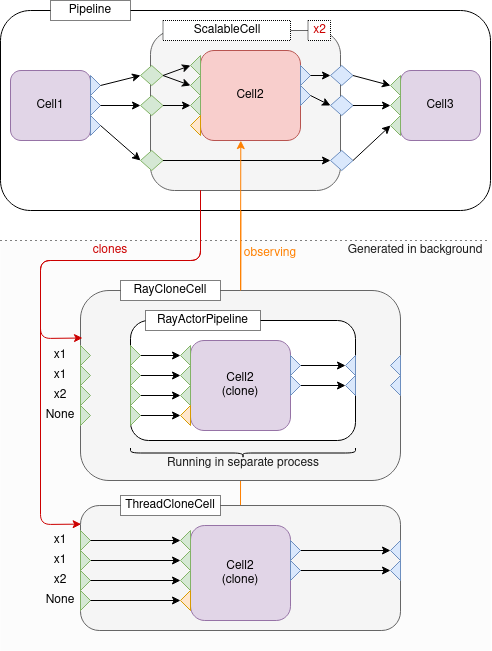 Pipeline
ScalableCell
x2
Cell1
Cell2
Cell3
clones
observing
Generated in background
RayCloneCell
RayActorPipeline
x1
x1
x2
None
Cell2
(clone)
Running in separate process
ThreadCloneCell
x1
x1
x2
None
Cell2
(clone)